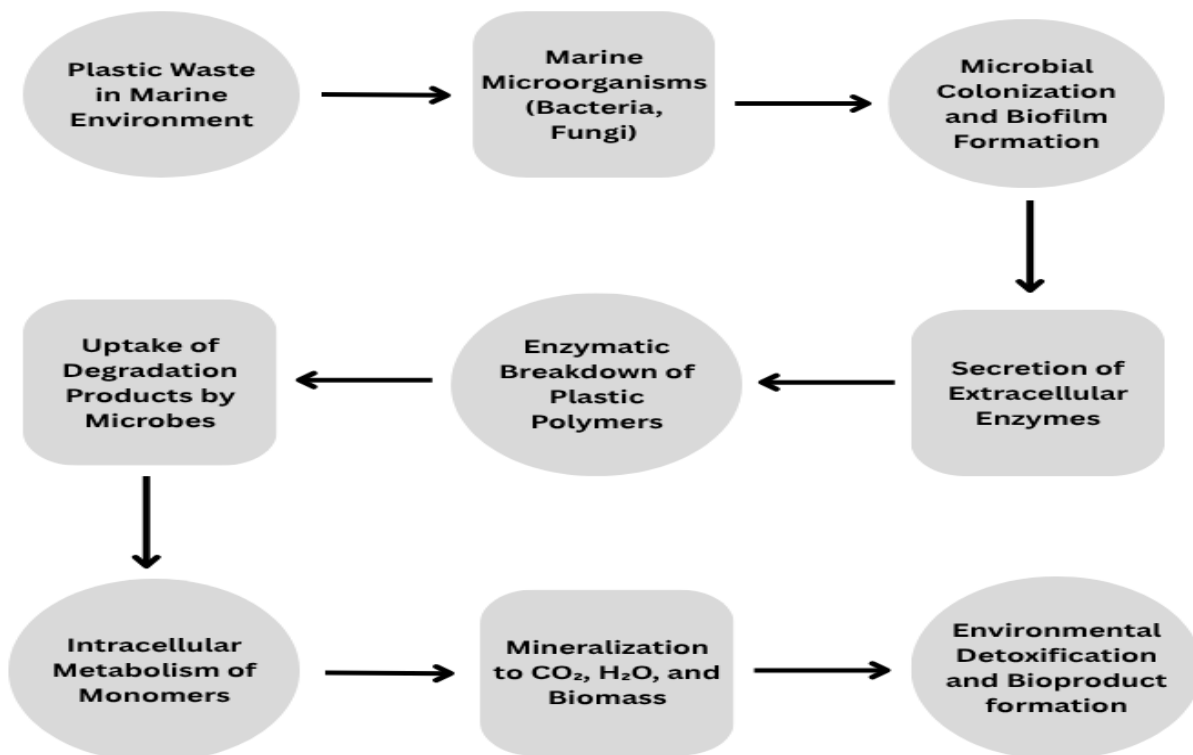 Plastic Waste
in Marine
Environment
Marine
Microorganisms
(Bacteria,
Fungi)
Microbial
Colonization
and Biofilm
Formation
Secretion of
Extracellular
Enzymes
Enzymatic
Breakdown of
Plastic
Polymers
Uptake of
Degradation
Products by
Microbes
Intracellular
Metabolism of
Monomers
Mineralization
to CO₂, H₂O, and
Biomass
Environmental
Detoxification
and Bioproduct
formation